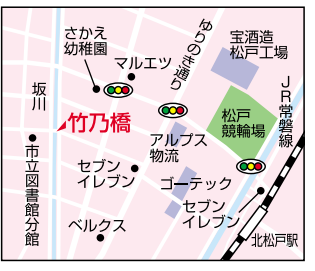 さかえ
幼稚園
マルエツ
ゆりのき通り
宝酒造
松戸工場
坂川
竹乃橋
アルプス
物流
松戸
競輪場
JR常磐線
市立図書館分館
セブン
イレブン
ゴーテック
セブン
イレブン
ベルクス
北松戸駅